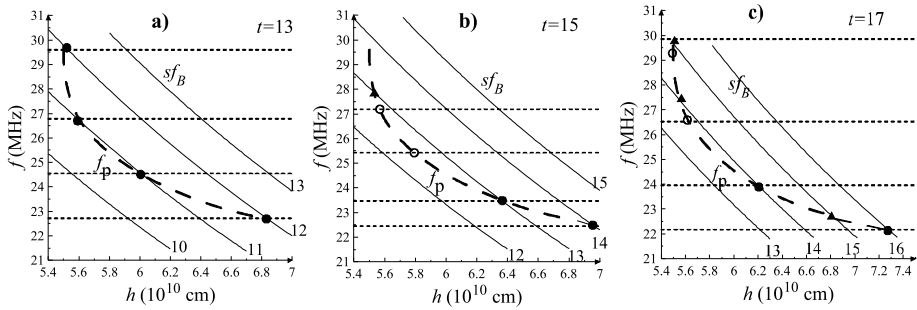 a) t=13
31
30
29
28
27
26
25
24
23
22
21
f (MHz)
sf_B
f_p
13
12
11
10
5.4 5.6 5.8 6 6.2 6.4 6.6 6.8 7
h (10^10 cm)
b) t=15
31
30
29
28
27
26
25
24
23
22
21
f (MHz)
sf_B
f_p
15
14
13
12
5.4 5.6 5.8 6.0 6.2 6.4 6.6 6.8 7
h (10^10 cm)
c) t=17
31
30
29
28
27
26
25
24
23
22
21
f (MHz)
sf_B
f_p
13 14 15 16
5.4 5.6 5.8 6 6.2 6.4 6.6 6.8 7 7.2 7.4
h (10^10 cm)